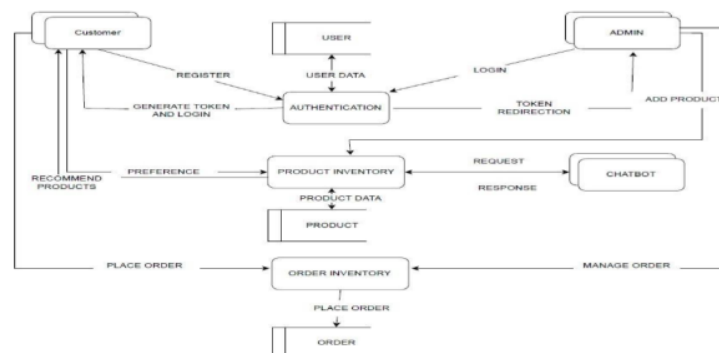 Customer
ADMIN
USER
REGISTER
LOGIN
USER DATA
GENERATE TOKEN
AND LOGIN
AUTHENTICATION
TOKEN
REDIRECTION
ADD PRODUCT
RECOMMEND
PRODUCTS
PREFERENCE
PRODUCT INVENTORY
REQUEST
RESPONSE
CHATBOT
PRODUCT DATA
PRODUCT
PLACE ORDER
ORDER INVENTORY
MANAGE ORDER
PLACE ORDER
ORDER